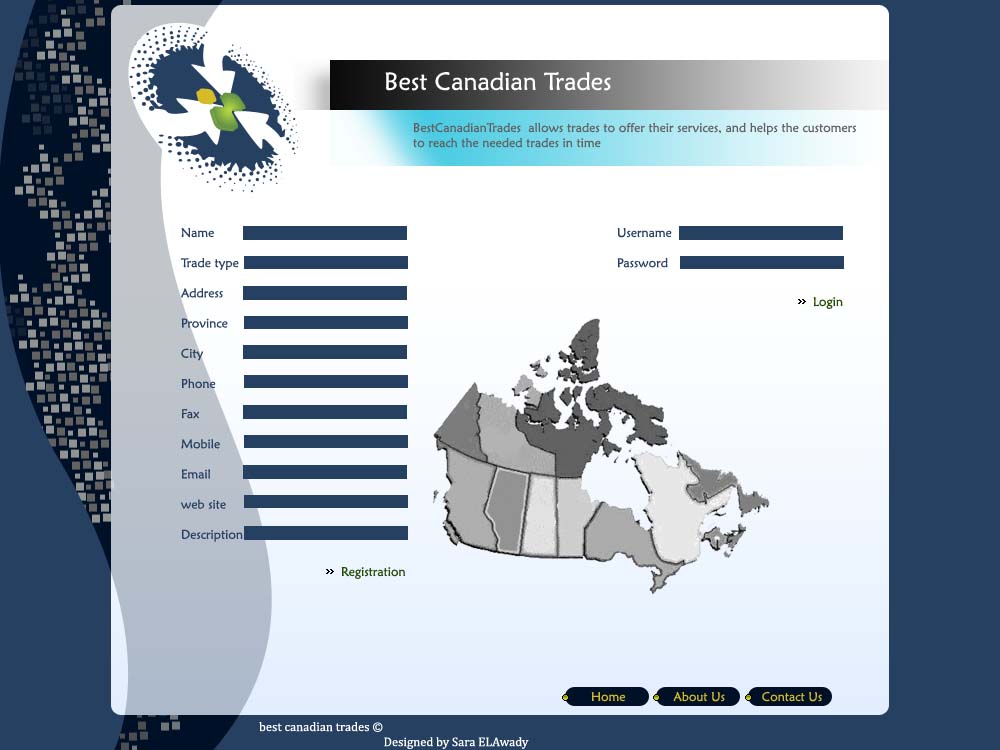 Best Canadian Trades
BestCanadianTrades allows trades to offer their services, and helps the customers
to reach the needed trades in time
Name
Trade type
Address
Province
City
Phone
Fax
Mobile
Email
web site
Description
» Registration
Username
Password
» Login
Home
About Us
Contact Us
best canadian trades ©
Designed by Sara ELAwady